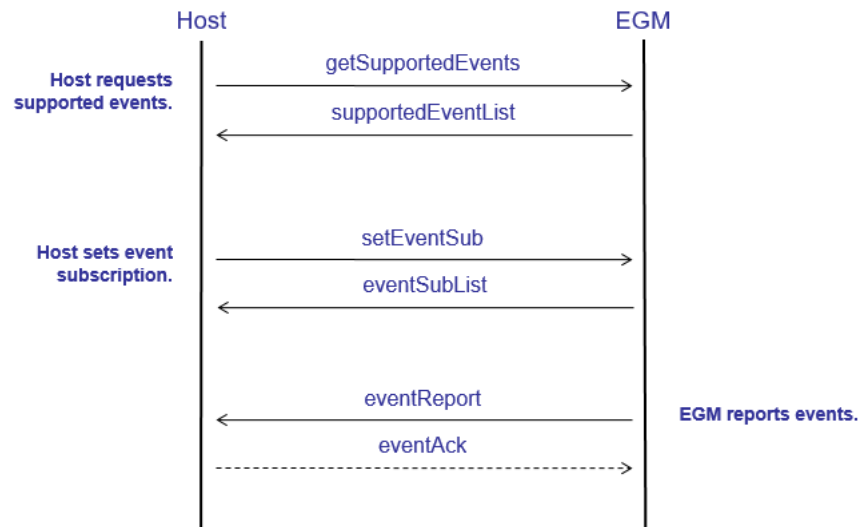 Host
EGM
getSupportedEvents
Host requests
supported events.
supportedEventList
setEventSub
Host sets event
subscription.
eventSubList
eventReport
EGM reports events.
eventAck